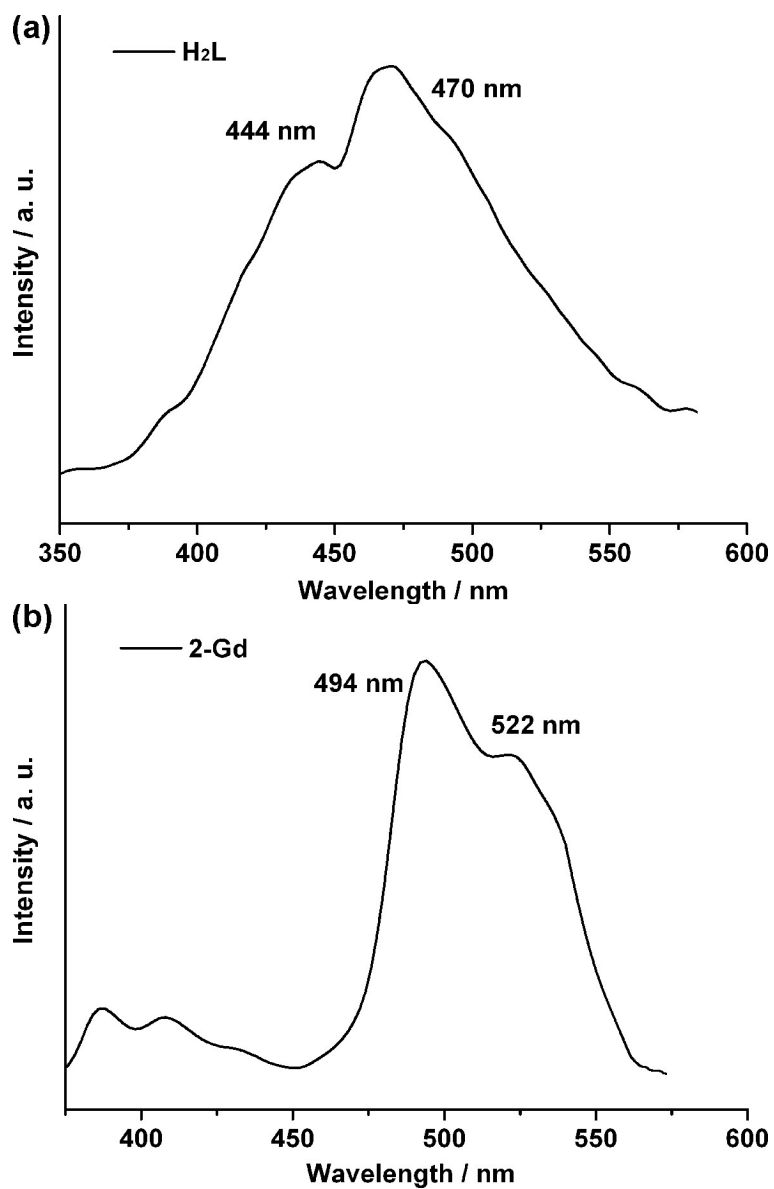 (a)
H2L
470 nm
444 nm
Intensity / a. u.
350 400 450 500 550 600
Wavelength / nm
(b)
2-Gd
494 nm
522 nm
Intensity / a. u.
400 450 500 550 600
Wavelength / nm